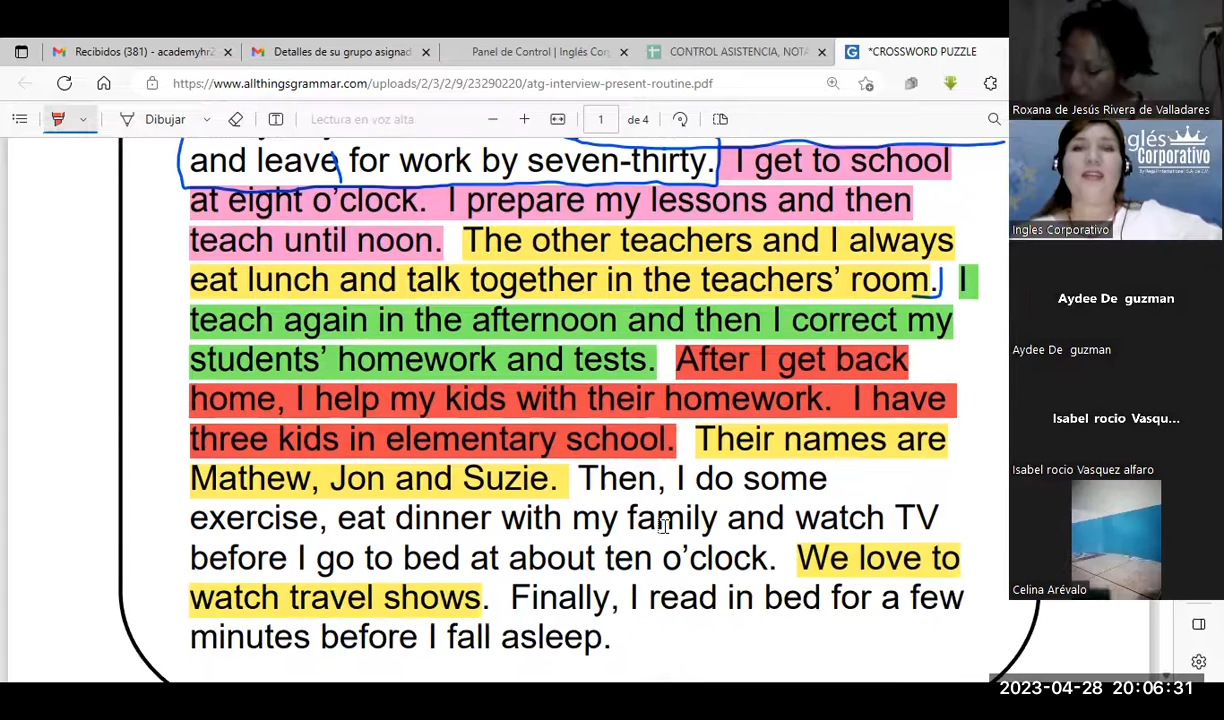 Recibidos (381) - academyhr2
Detalles de su grupo asignad
Panel de Control | Inglés Cor
CONTROL ASISTENCIA, NOTA
*CROSSWORD PUZZLE
https://www.allthingsgrammar.com/uploads/2/3/2/9/23290220/atg-interview-present-routine.pdf
Dibujar
Lectura en voz alta
1
de 4
and leave for work by seven-thirty. I get to school
at eight o'clock. I prepare my lessons and then
teach until noon. The other teachers and I always
eat lunch and talk together in the teachers' room. I
teach again in the afternoon and then I correct my
students' homework and tests. After I get back
home, I help my kids with their homework. I have
three kids in elementary school. Their names are
Mathew, Jon and Suzie. Then, I do some
exercise, eat dinner with my family and watch TV
before I go to bed at about ten o'clock. We love to
watch travel shows. Finally, I read in bed for a few
minutes before I fall asleep.
Roxana de Jesús Rivera de Valladares
nglés
Corporativo
Ingles Corporativo
Aydee De guzman
Aydee De guzman
Isabel rocio Vasqu...
Isabel rocio Vasquez alfaro
Celina Arévalo
2023-04-28 20:06:31